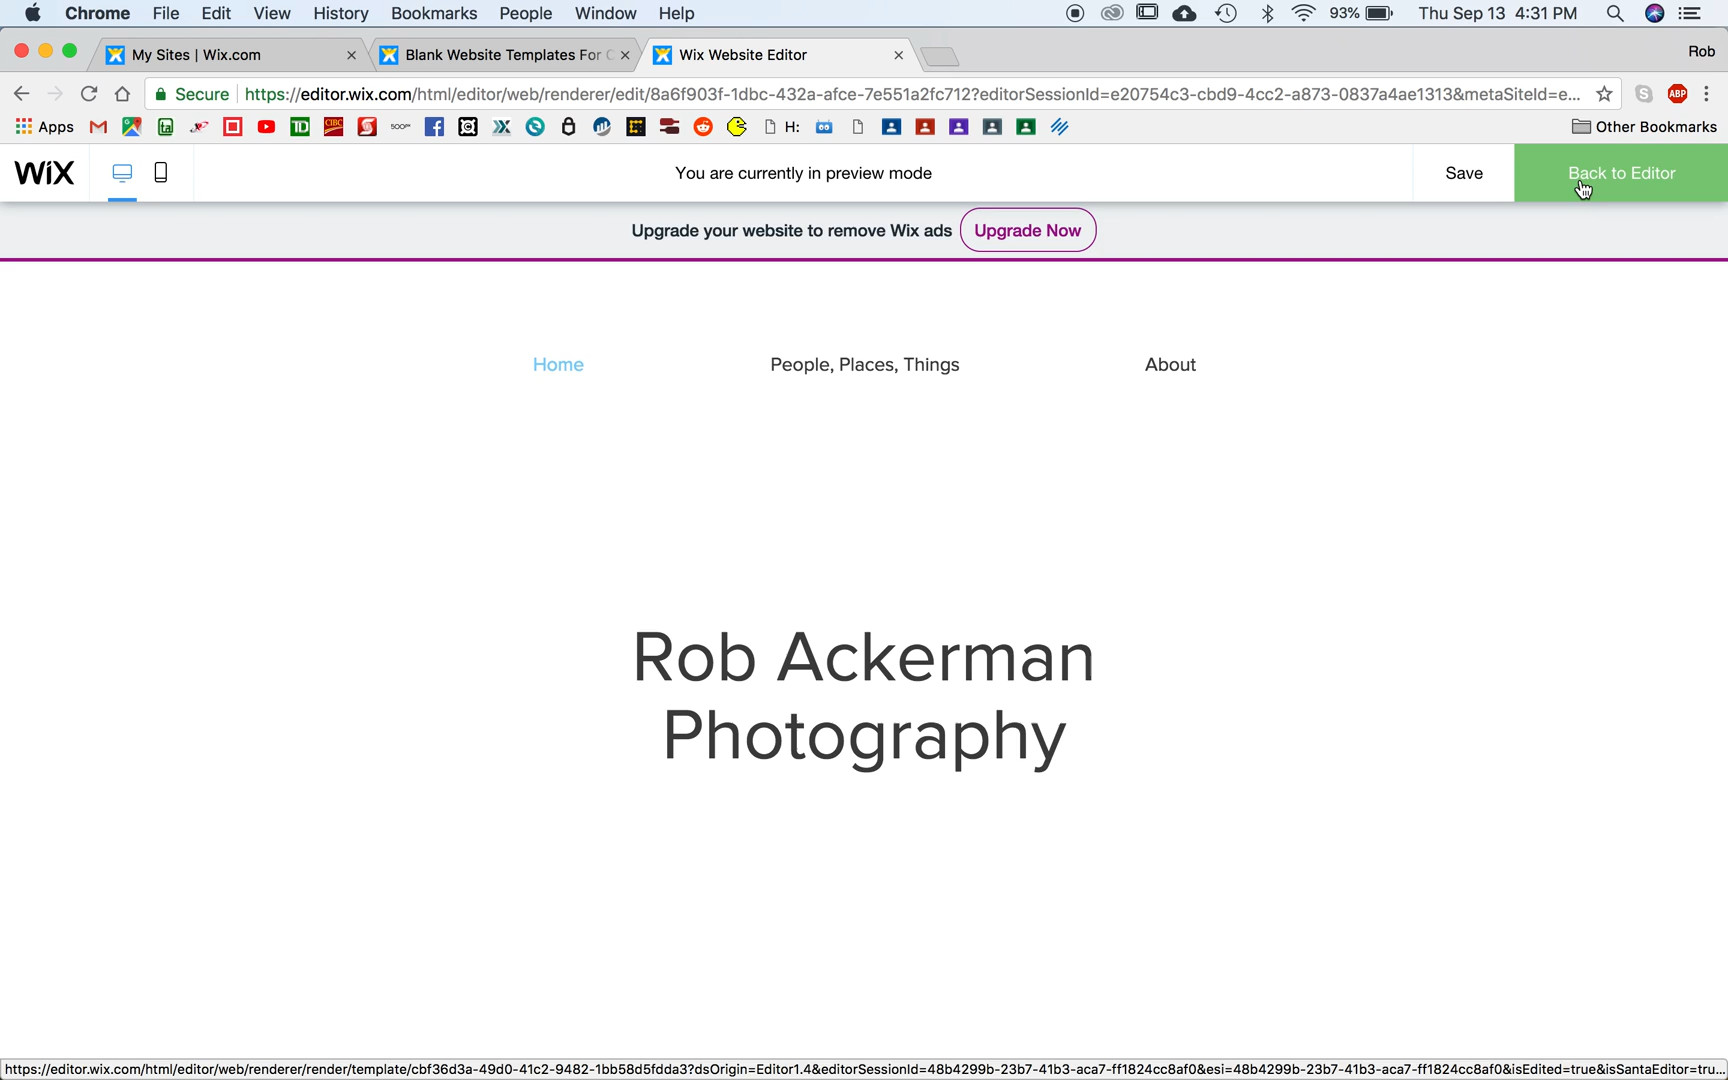 Chrome File Edit View History Bookmarks People Window Help 93% Thu Sep 13 4:31 PM
My Sites | Wix.com Blank Website Templates For Wix Website Editor Rob
Secure https://editor.wix.com/html/editor/web/renderer/edit/8a6f903f-1dbc-432a-afce-7e551a2fc712?editorSessionId=e20754c3-cbd9-4cc2-a873-0837a4ae1313&metaSiteId=e... ABP
Apps TD CIBC H: Other Bookmarks
WiX You are currently in preview mode Save Back to Editor
Upgrade your website to remove Wix ads Upgrade Now
Home People, Places, Things About
Rob Ackerman
Photography
https://editor.wix.com/html/editor/web/renderer/render/template/cbf36d3a-49d0-41c2-9482-1bb58d5fdda3?dsOrigin=Editor1.4&editorSessionId=48b4299b-23b7-41b3-aca7-ff1824cc8af0&esi=48b4299b-23b7-41b3-aca7-ff1824cc8af0&isEdited=true&isSantaEditor=tru...